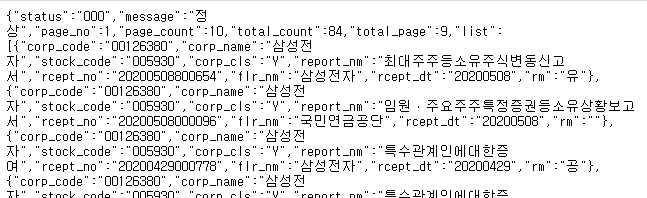 {"status":"000","message":"정
상","page_no":1,"page_count":10,"total_count":84,"total_page":9,"list":
[{"corp_code":"00126380","corp_name":"삼성전
자","stock_code":"005930","corp_cls":"Y","report_nm":"최대주주등소유주식변동신고
서","rcept_no":"20200508800654","flr_nm":"삼성전자","rcept_dt":"20200508","rm":"유"},
{"corp_code":"00126380","corp_name":"삼성전
자","stock_code":"005930","corp_cls":"Y","report_nm":"임원ㆍ주요주주특정증권등소유상황보고
서","rcept_no":"20200508000096","flr_nm":"국민연금공단","rcept_dt":"20200508","rm":""},
{"corp_code":"00126380","corp_name":"삼성전
자","stock_code":"005930","corp_cls":"Y","report_nm":"특수관계인에대한증
여","rcept_no":"20200429000778","flr_nm":"삼성전자","rcept_dt":"20200429","rm":"공"},
{"corp_code":"00126380","corp_name":"삼성전
자","stock_code":"005930","corp_cls":"Y","report_nm":"특수관계인에대한증